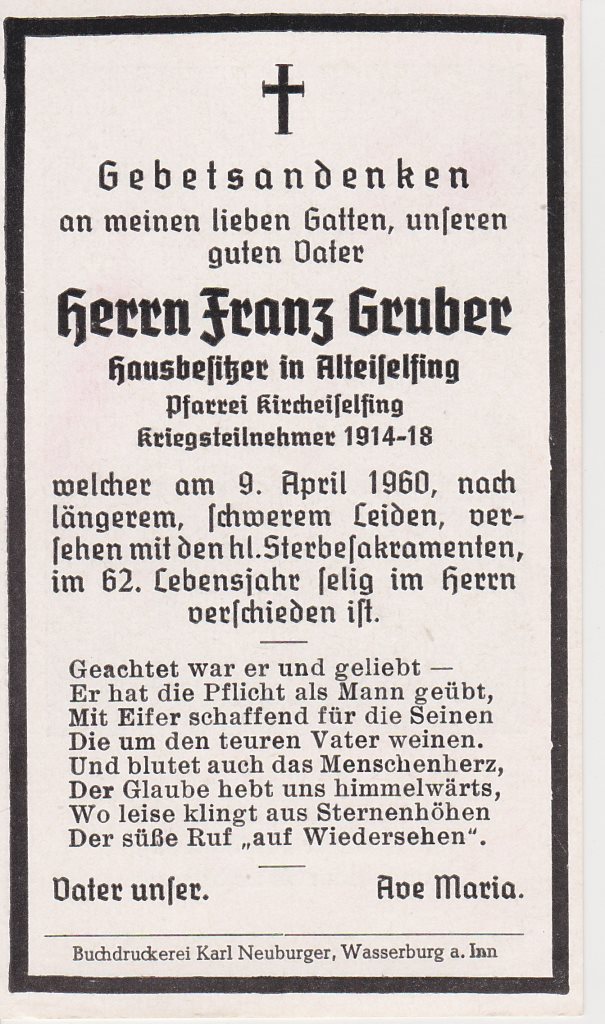 Gebetsandenken
an meinen lieben Gatten, unseren
guten Vater
Herrn Franz Gruber
Hausbesitzer in Alteiselfing
Pfarrei Kircheiselfing
Kriegsteilnehmer 1914-18
welcher am 9. April 1960, nach
längerem, schwerem Leiden, ver-
sehen mit den hl. Sterbesakramenten,
im 62. Lebensjahr selig im Herrn
verschieden ist.
Geachtet war er und geliebt —
Er hat die Pflicht als Mann geübt,
Mit Eifer schaffend für die Seinen
Die um den teuren Vater weinen.
Und blutet auch das Menschenherz,
Der Glaube hebt uns himmelwärts,
Wo leise klingt aus Sternenhöhen
Der süße Ruf „auf Wiedersehen“.
Vater unser. Ave Maria.
Buchdruckerei Karl Neuburger, Wasserburg a. Inn